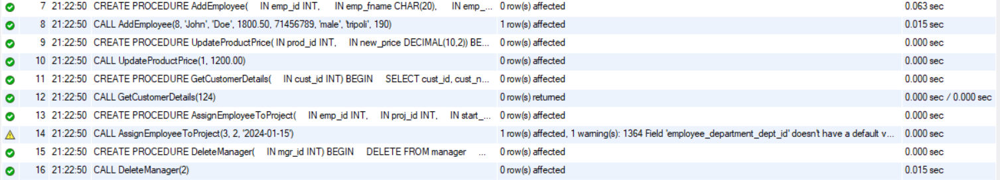 7 21:22:50 CREATE PROCEDURE AddEmployee( IN emp_id INT, IN emp_fname CHAR(20), IN emp_... 0 row(s) affected 0.063 sec
8 21:22:50 CALL AddEmployee(8, 'John', 'Doe', 1800.50, 71456789, 'male', 'tripoli', 190) 1 row(s) affected 0.015 sec
9 21:22:50 CREATE PROCEDURE UpdateProductPrice( IN prod_id INT, IN new_price DECIMAL(10,2)) BE... 0 row(s) affected 0.000 sec
10 21:22:50 CALL UpdateProductPrice(1, 1200.00) 0 row(s) affected 0.000 sec
11 21:22:50 CREATE PROCEDURE GetCustomerDetails( IN cust_id INT) BEGIN SELECT cust_id, cust_n... 0 row(s) affected 0.000 sec
12 21:22:50 CALL GetCustomerDetails(124) 0 row(s) returned 0.000 sec / 0.000 sec
13 21:22:50 CREATE PROCEDURE AssignEmployeeToProject( IN emp_id INT, IN proj_id INT, IN start_... 0 row(s) affected 0.000 sec
14 21:22:50 CALL AssignEmployeeToProject(3, 2, '2024-01-15') 1 row(s) affected, 1 warning(s): 1364 Field 'employee_department_dept_id' doesn't have a default v... 0.000 sec
15 21:22:50 CREATE PROCEDURE DeleteManager( IN mgr_id INT) BEGIN DELETE FROM manager ... 0 row(s) affected 0.000 sec
16 21:22:50 CALL DeleteManager(2) 0 row(s) affected 0.015 sec